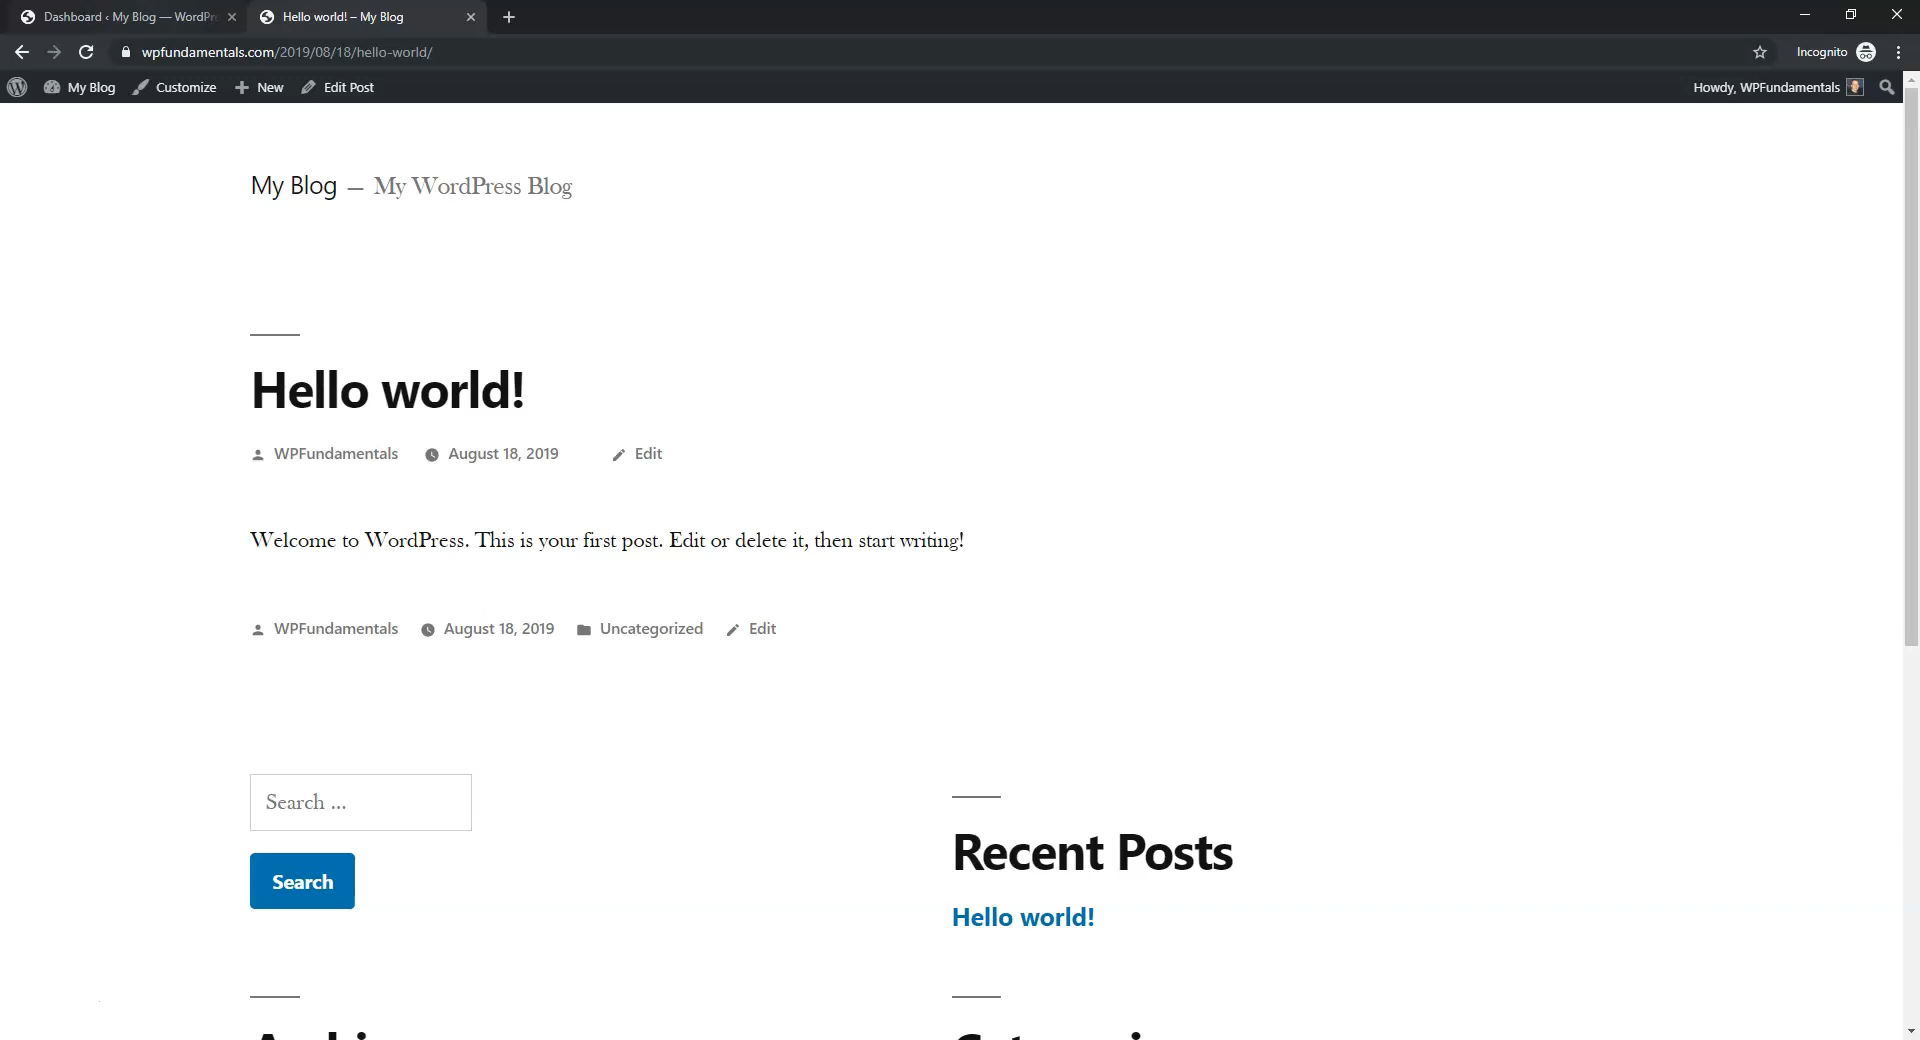 Dashboard ‹ My Blog — WordPr
Hello world! – My Blog
wpfundamentals.com/2019/08/18/hello-world/
Incognito
My Blog
Customize
New
Edit Post
Howdy, WPFundamentals
My Blog — My WordPress Blog
Hello world!
WPFundamentals August 18, 2019 Edit
Welcome to WordPress. This is your first post. Edit or delete it, then start writing!
WPFundamentals August 18, 2019 Uncategorized Edit
Search ...
Search
Recent Posts
Hello world!